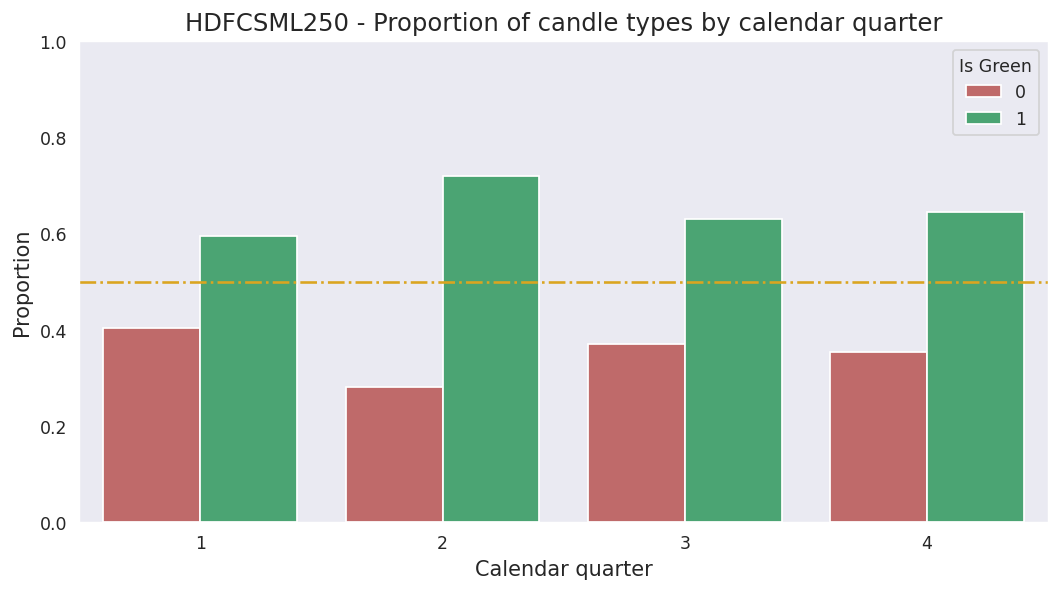 HDFCSML250 - Proportion of candle types by calendar quarter
1.0
0.8
0.6
0.4
0.2
0.0
Proportion
Is Green
0
1
1 2 3 4
Calendar quarter